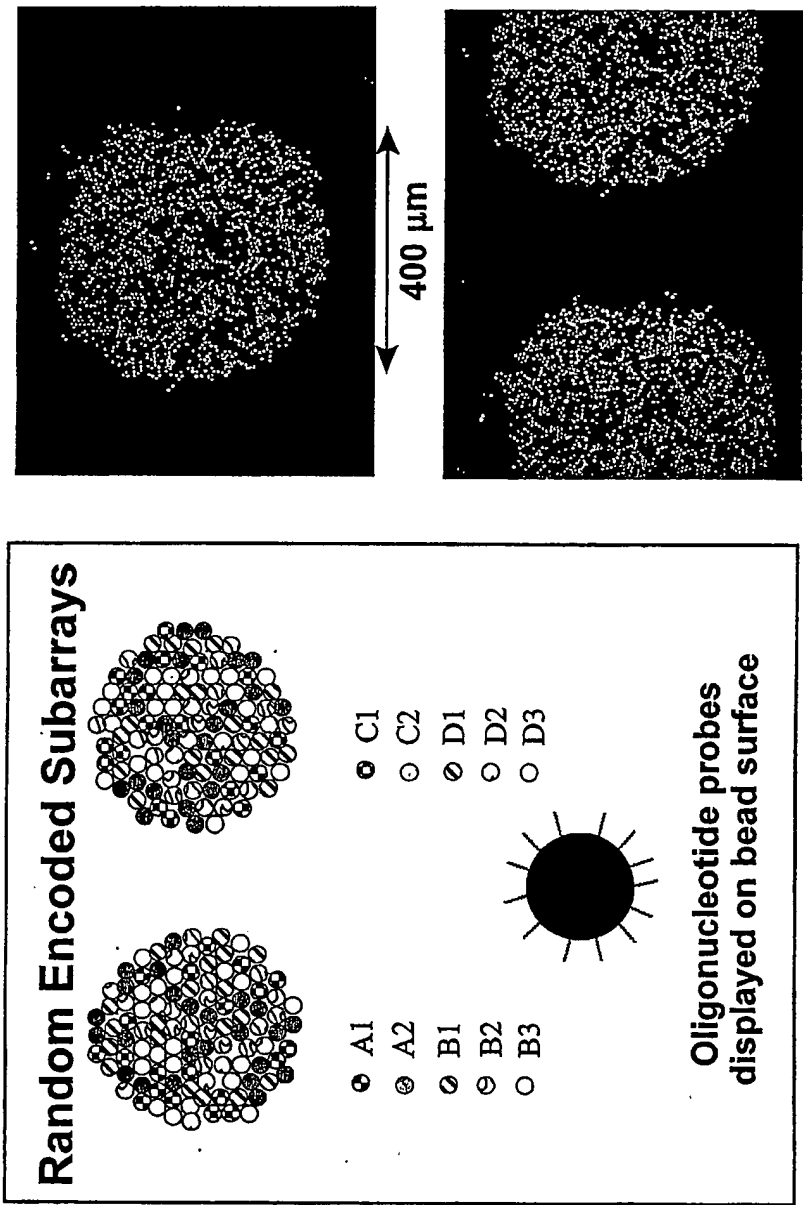 Random Encoded Subarrays
A1
A2
B1
B2
B3
C1
C2
D1
D2
D3
Oligonucleotide probes
displayed on bead surface
400 μm